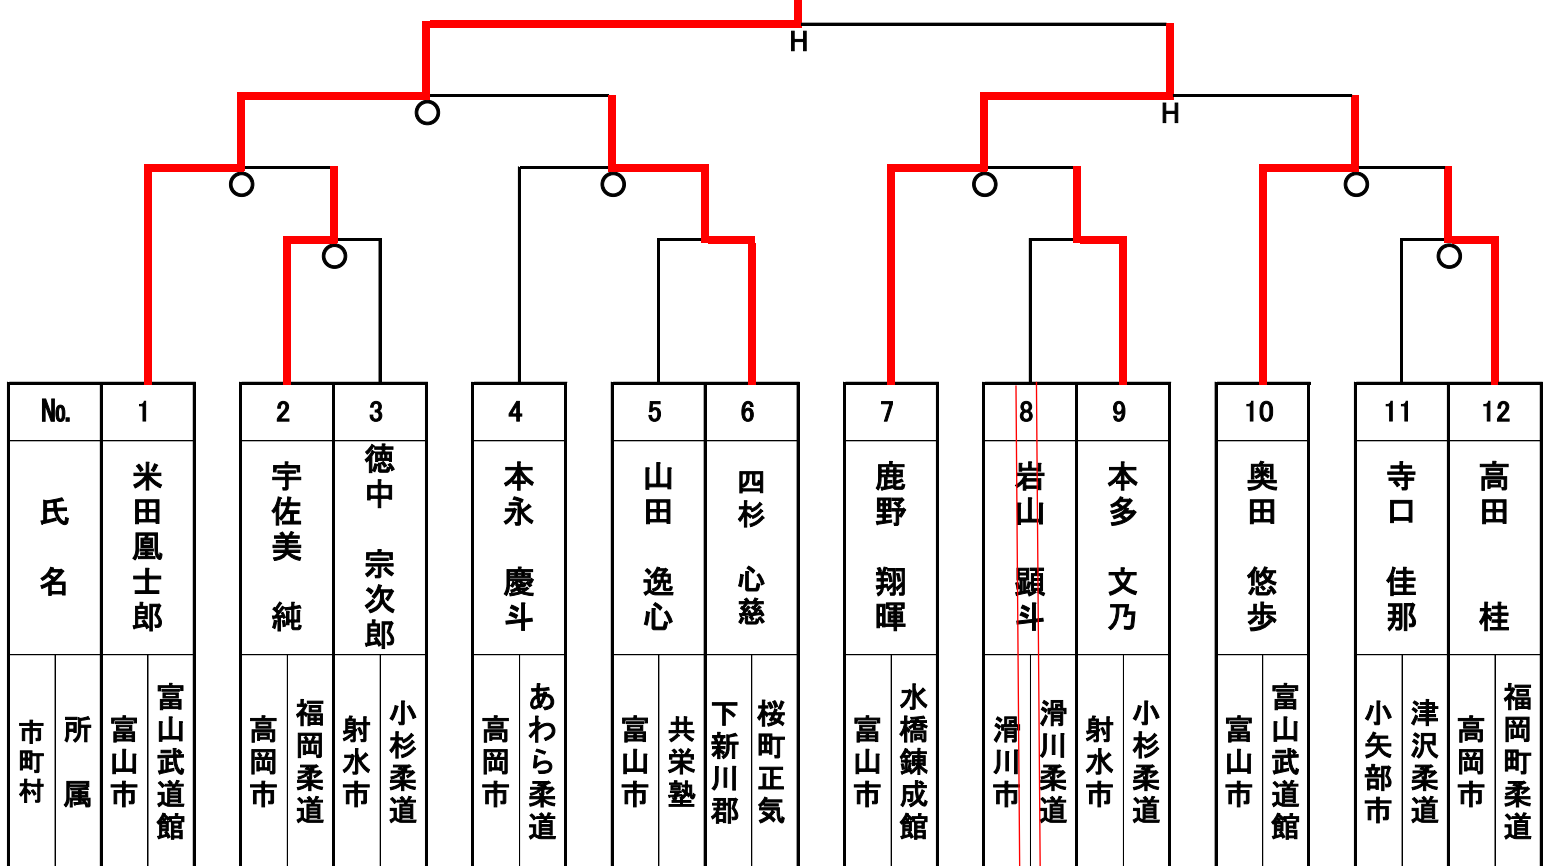 H
H
No.
1
2
3
4
5
6
7
8
9
10
11
12
氏名
米田凰士郎
宇佐美 純
徳中 宗次郎
本永 慶斗
山田 逸心
四杉 心慈
鹿野 翔暉
岩山 顕斗
本多 文乃
奥田 悠歩
寺口 佳那
高田 桂
市町村
所属
富山市
富山武道館
高岡市
福岡柔道
射水市
小杉柔道
高岡市
あわら柔道
富山市
共栄塾
下新川郡
桜町正気
富山市
水橋錬成館
滑川市
滑川柔道
射水市
小杉柔道
富山市
富山武道館
小矢部市
津沢柔道
高岡市
福岡町柔道